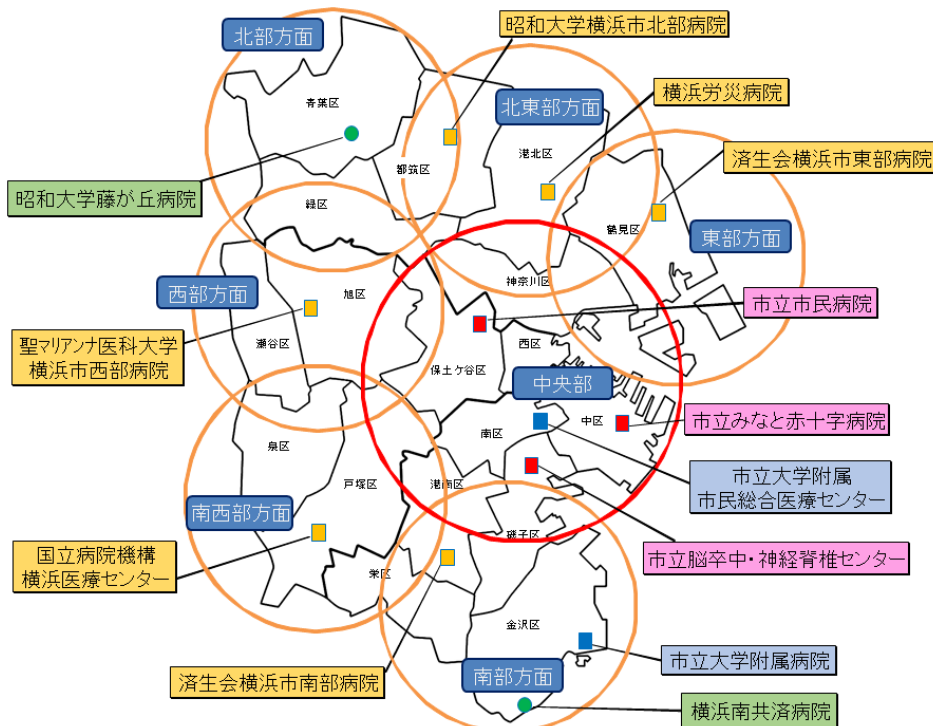 北部方面
昭和大学横浜市北部病院
青葉区
北東部方面
横浜労災病院
港北区
済生会横浜市東部病院
都筑区
昭和大学藤が丘病院
緑区
鶴見区
東部方面
神奈川区
西部方面
旭区
市立市民病院
聖マリアンナ医科大学
横浜市西部病院
瀬谷区
西区
保土ケ谷区
中央部
市立みなと赤十字病院
中区
南区
泉区
市立大学附属
市民総合医療センター
戸塚区
港南区
南西部方面
磯子区
国立病院機構
横浜医療センター
市立脳卒中・神経脊椎センター
栄区
金沢区
市立大学附属病院
済生会横浜市南部病院
南部方面
横浜南共済病院